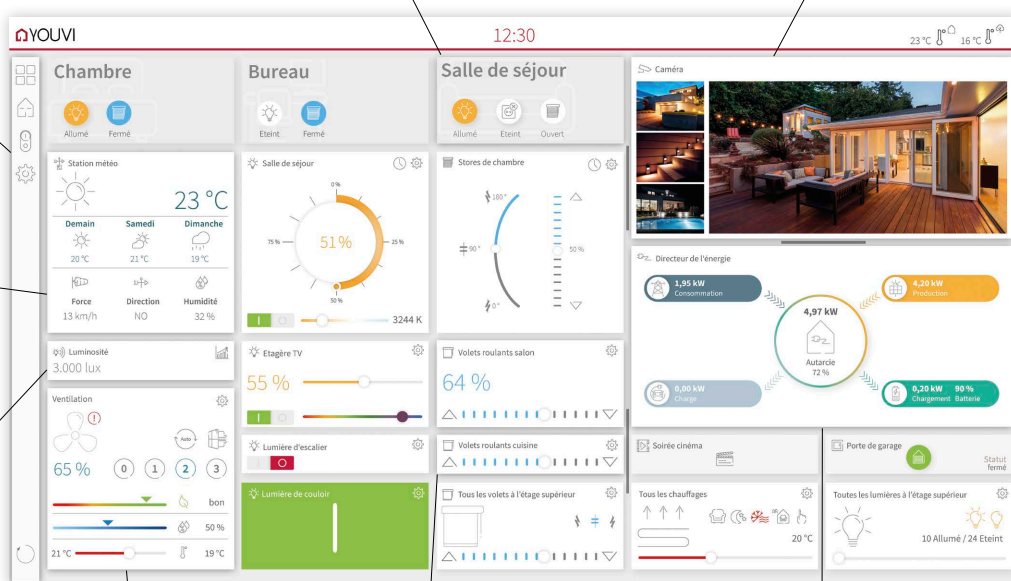 YOUVI
12:30
23 °C 16 °C
Chambre
Allumé Fermé
Bureau
Eteint Fermé
Salle de séjour
Allumé Eteint Ouvert
Caméra
Station météo
23 °C
Demain Samedi Dimanche
20 °C 21 °C 19 °C
Force Direction Humidité
13 km/h NO 32 %
Luminosité
3.000 lux
Ventilation
Auto
65 % 0 1 2 3
bon
50 %
21 °C 19 °C
Salle de séjour
0 %
75 % 51% 25 %
50 %
3244 K
Etagère TV
55 %
Lumière d'escalier
Lumière de couloir
Stores de chambre
180°
90° 50 %
0°
Volets roulants salon
64 %
Volets roulants cuisine
Tous les volets à l'étage supérieur
Directeur de l'énergie
1,95 kW
Consommation
4,20 kW
Production
4,97 kW
Autarcie
72 %
0,00 kW
Charge
0,20 kW 90 %
Chargement Batterie
Soirée cinéma
Porte de garage
Statut
fermé
Tous les chauffages
20 °C
Toutes les lumières à l'étage supérieur
10 Allumé / 24 Eteint